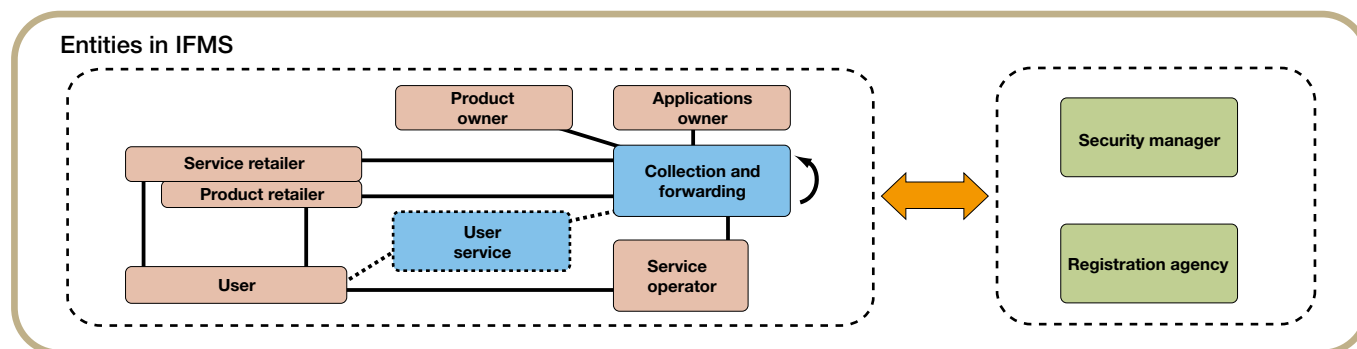 Entities in IFMS
Product
owner
Applications
owner
Service retailer
Product retailer
Collection and
forwarding
Security manager
User
service
Service
operator
User
Registration agency